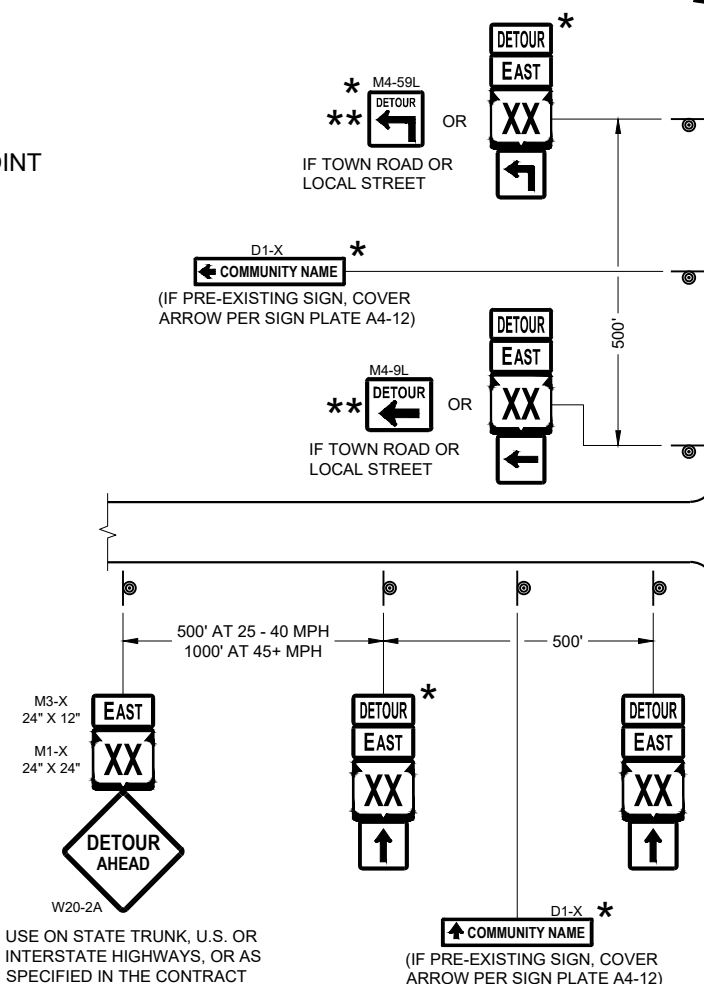 DETOUR
*
EAST
XX
*
M4-59L
**
DETOUR
OR
IF TOWN ROAD OR
LOCAL STREET
OINT
D1-X
*
COMMUNITY NAME
(IF PRE-EXISTING SIGN, COVER
ARROW PER SIGN PLATE A4-12)
500'
DETOUR
EAST
XX
M4-9L
**
DETOUR
OR
IF TOWN ROAD OR
LOCAL STREET
500' AT 25 - 40 MPH
1000' AT 45+ MPH
500'
M3-X
24" X 12"
EAST
M1-X
24" X 24"
XX
DETOUR
AHEAD
W20-2A
USE ON STATE TRUNK, U.S. OR
INTERSTATE HIGHWAYS, OR AS
SPECIFIED IN THE CONTRACT
DETOUR
*
EAST
XX
DETOUR
EAST
XX
D1-X
*
COMMUNITY NAME
(IF PRE-EXISTING SIGN, COVER
ARROW PER SIGN PLATE A4-12)